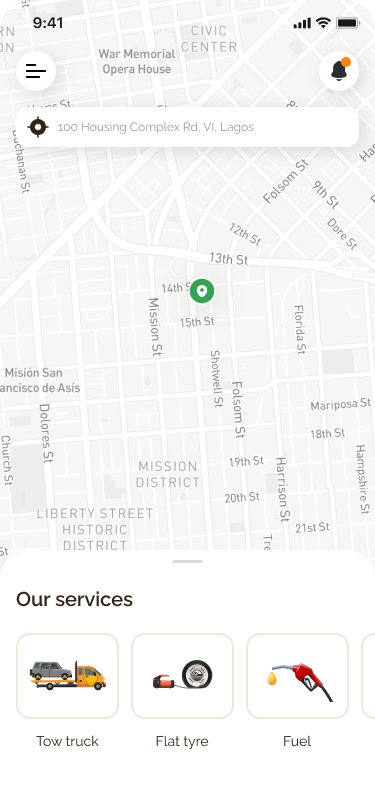 9:41
CIVIC
CENTER
War Memorial
Opera House
100 Housing Complex Rd, VI, Lagos
Buchanan St
Folsom St
9th St
Dore St
12th St
13th St
14th St
15th St
Mission St
Florida St
Shotwell St
Folsom St
Misión San
ancisco de Asís
Dolores St
Mariposa St
18th St
Church St
MISSION
DISTRICT
19th St
20th St
Harrison St
Hampshire St
LIBERTY STREET
HISTORIC
DISTRICT
21st St
Tre
Our services
Tow truck
Flat tyre
Fuel